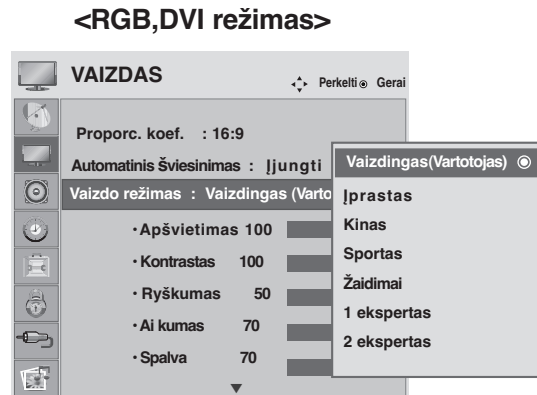 <RGB,DVI režimas>
VAIZDAS
Perkelti Gerai
Proporc. koef. : 16:9
Automatinis Šviesinimas : Įjungti
Vaizdo režimas : Vaizdingas (Varto
Vaizdingas(Vartotojas)
Įprastas
Kinas
Sportas
Žaidimai
1 ekspertas
2 ekspertas
·Apšvietimas 100
·Kontrastas 100
·Ryškumas 50
·Ai kumas 70
·Spalva 70